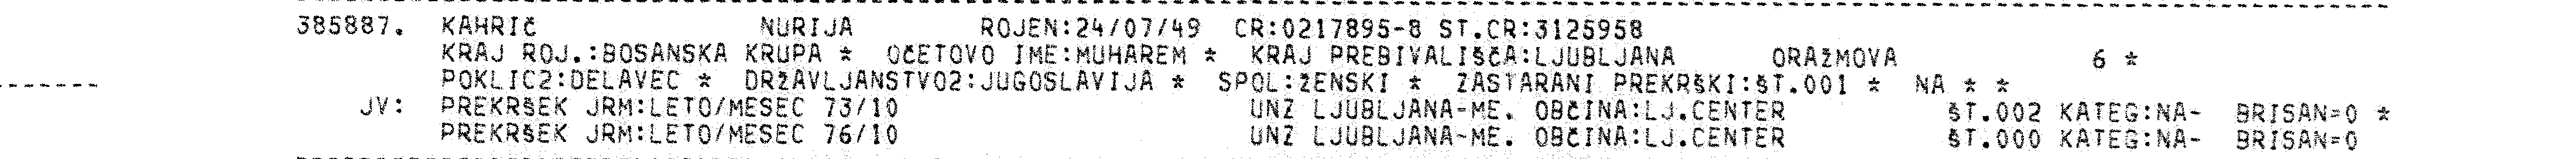 385887. KAHRIČ NURIJA ROJEN:24/07/49 CR:0217895-8 ST.CR:3125958
KRAJ ROJ.:BOSANSKA KRUPA * OČETOVO IME:MUHAREM * KRAJ PREBIVALIŠČA:LJUBLJANA ORAŽMOVA 6 *
POKLIC2:DELAVEC * DRŽAVLJANSTVO2:JUGOSLAVIJA * SPOL:ŽENSKI * ZASTARANI PREKRŠKI:ŠT.001 * NA * *
JV: PREKRŠEK JRM:LETO/MESEC 73/10 UNZ LJUBLJANA-ME. OBČINA:LJ.CENTER ŠT.002 KATEG:NA- BRISAN=0 *
PREKRŠEK JRM:LETO/MESEC 76/10 UNZ LJUBLJANA-ME. OBČINA:LJ.CENTER ŠT.000 KATEG:NA- BRISAN=0